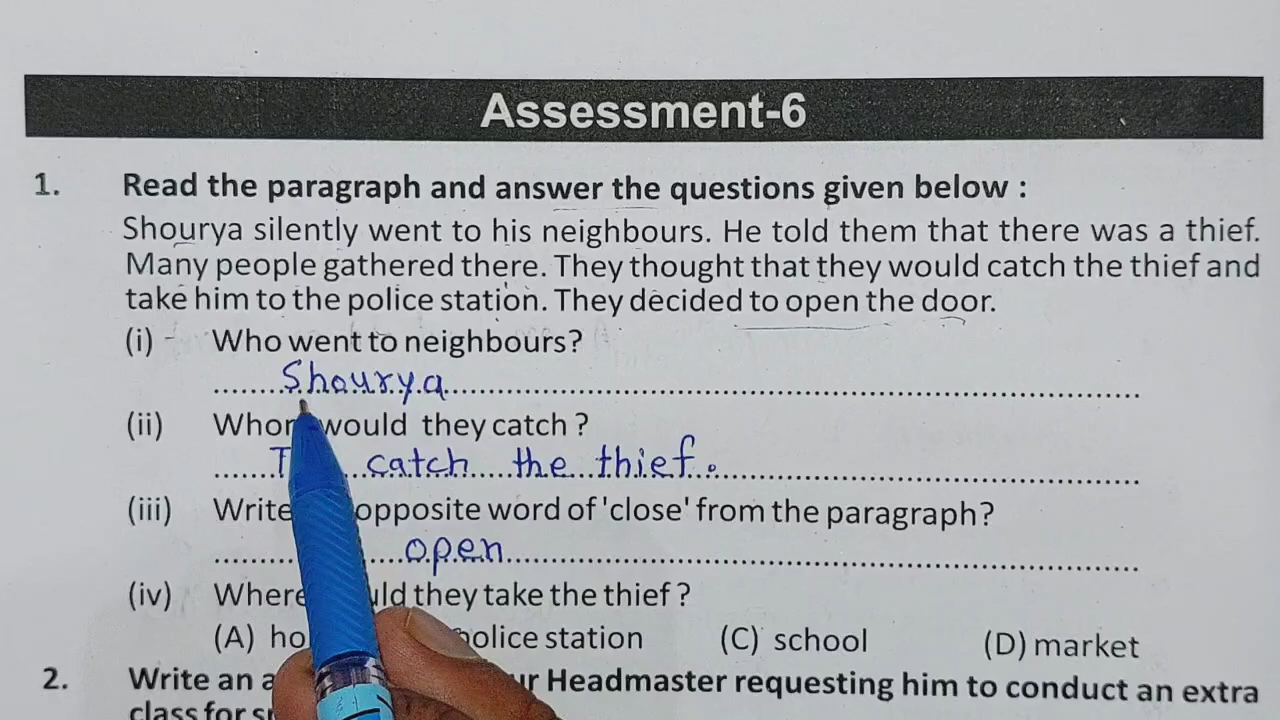 Assessment-6
1. Read the paragraph and answer the questions given below :
Shourya silently went to his neighbours. He told them that there was a thief.
Many people gathered there. They thought that they would catch the thief and
take him to the police station. They decided to open the door.
(i) Who went to neighbours?
Shourya
(ii) would they catch ?
catch the thief.
(iii) Write opposite word of 'close' from the paragraph?
open
(iv) Where they take the thief ?
(A) police station (C) school (D) market
2. Write an Headmaster requesting him to conduct an extra
class for